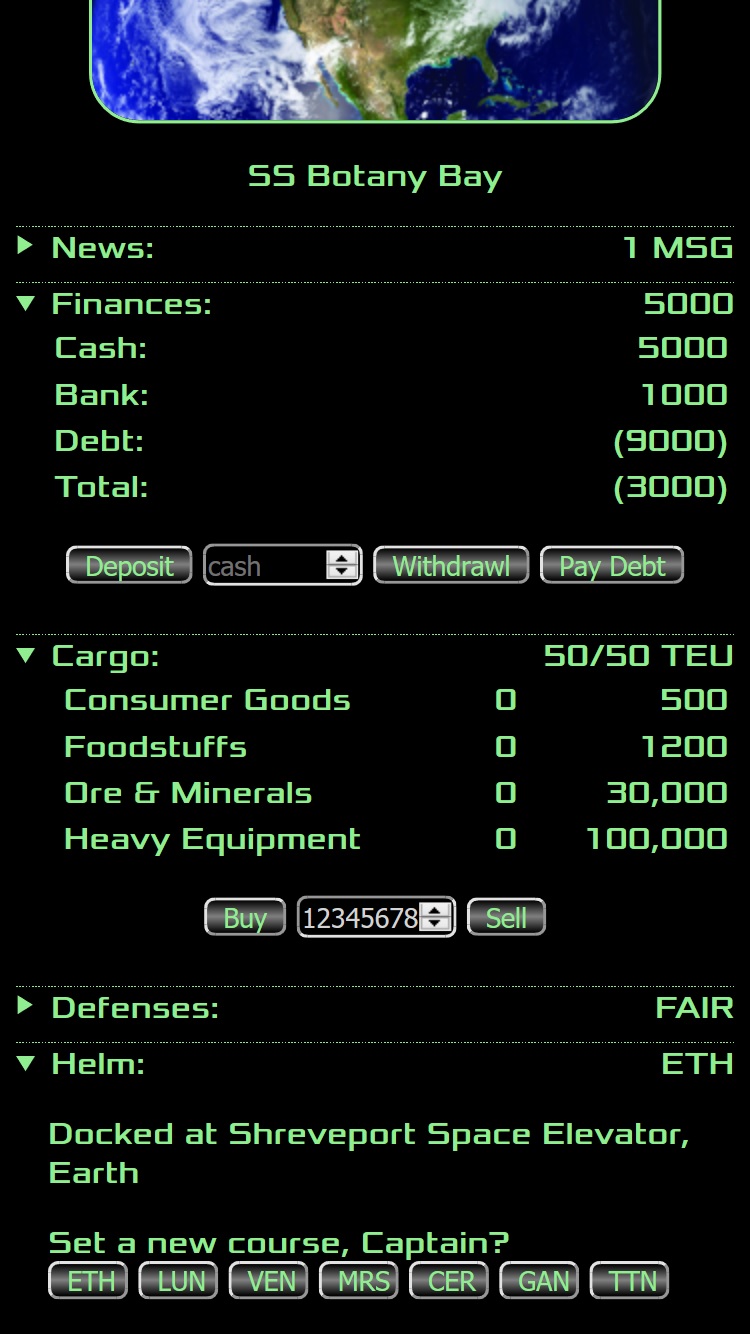 SS Botany Bay
News: 1 MSG
Finances: 5000
Cash: 5000
Bank: 1000
Debt: (9000)
Total: (3000)
Deposit cash Withdrawl Pay Debt
Cargo: 50/50 TEU
Consumer Goods 0 500
Foodstuffs 0 1200
Ore & Minerals 0 30,000
Heavy Equipment 0 100,000
Buy 12345678 Sell
Defenses: FAIR
Helm: ETH
Docked at Shreveport Space Elevator,
Earth
Set a new course, Captain?
ETH LUN VEN MRS CER GAN TTN